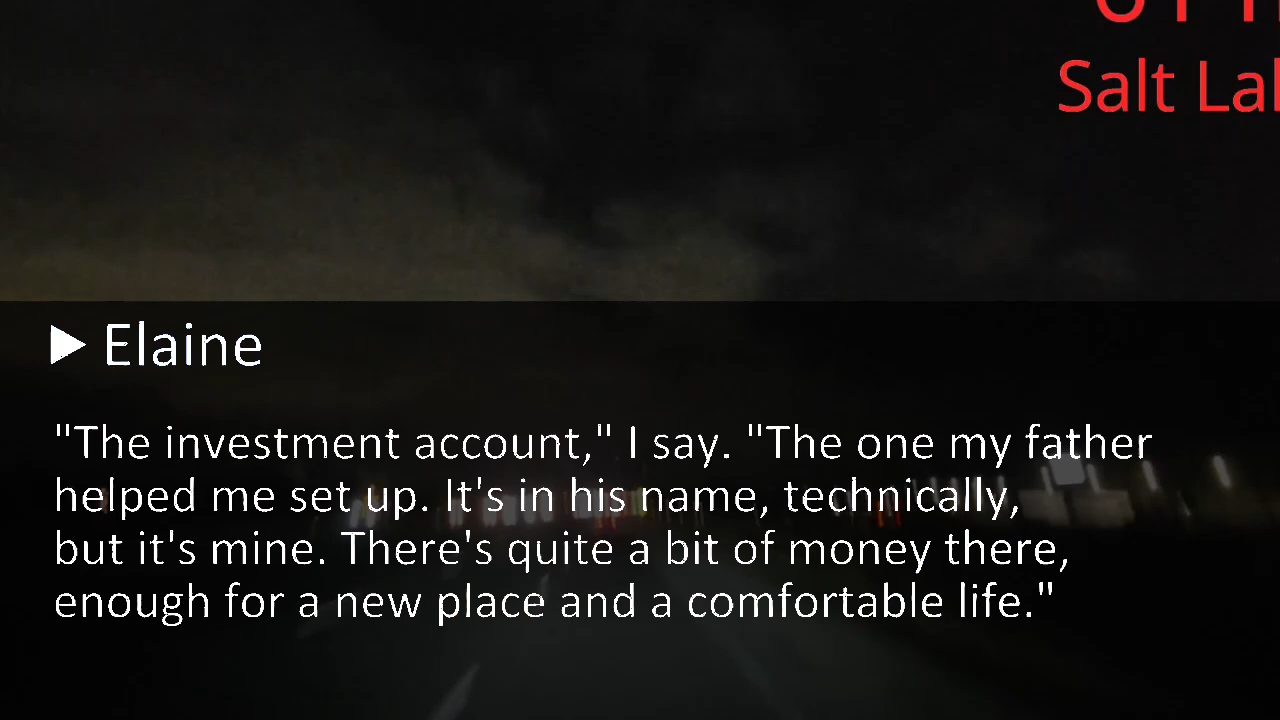 Salt
Elaine
"The investment account," I say. "The one my father
helped me set up. It's in his name, technically,
but it's mine. There's quite a bit of money there,
enough for a new place and a comfortable life."